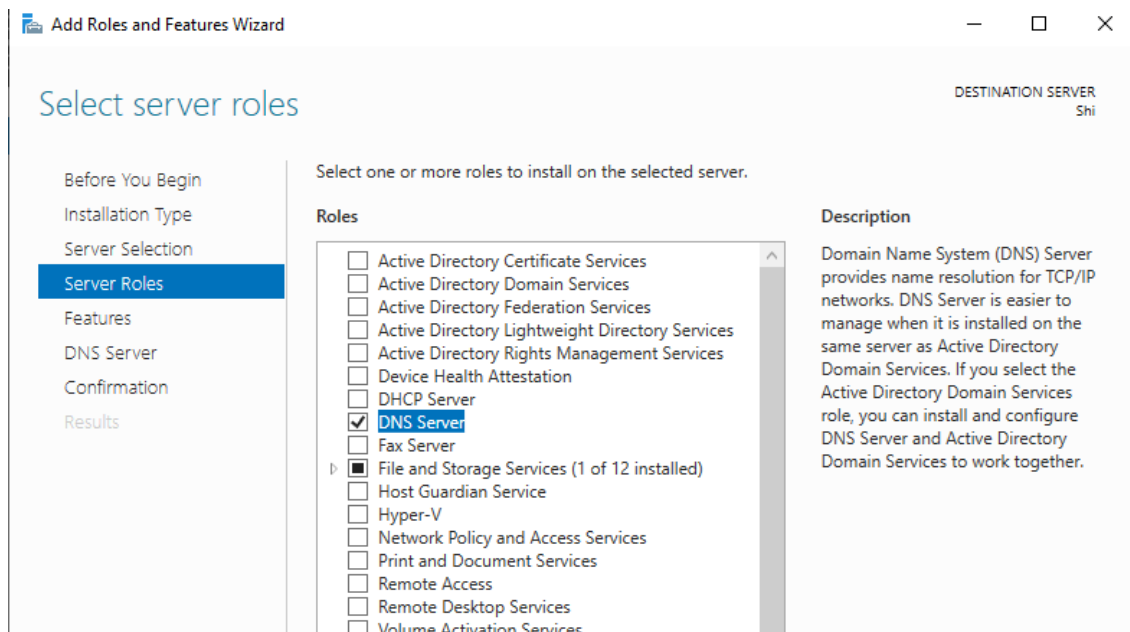 Add Roles and Features Wizard
Select server roles
DESTINATION SERVER
Shi
Before You Begin
Installation Type
Server Selection
Server Roles
Features
DNS Server
Confirmation
Results
Select one or more roles to install on the selected server.
Roles
Active Directory Certificate Services
Active Directory Domain Services
Active Directory Federation Services
Active Directory Lightweight Directory Services
Active Directory Rights Management Services
Device Health Attestation
DHCP Server
DNS Server
Fax Server
File and Storage Services (1 of 12 installed)
Host Guardian Service
Hyper-V
Network Policy and Access Services
Print and Document Services
Remote Access
Remote Desktop Services
Volume Activation Services
Description
Domain Name System (DNS) Server
provides name resolution for TCP/IP
networks. DNS Server is easier to
manage when it is installed on the
same server as Active Directory
Domain Services. If you select the
Active Directory Domain Services
role, you can install and configure
DNS Server and Active Directory
Domain Services to work together.